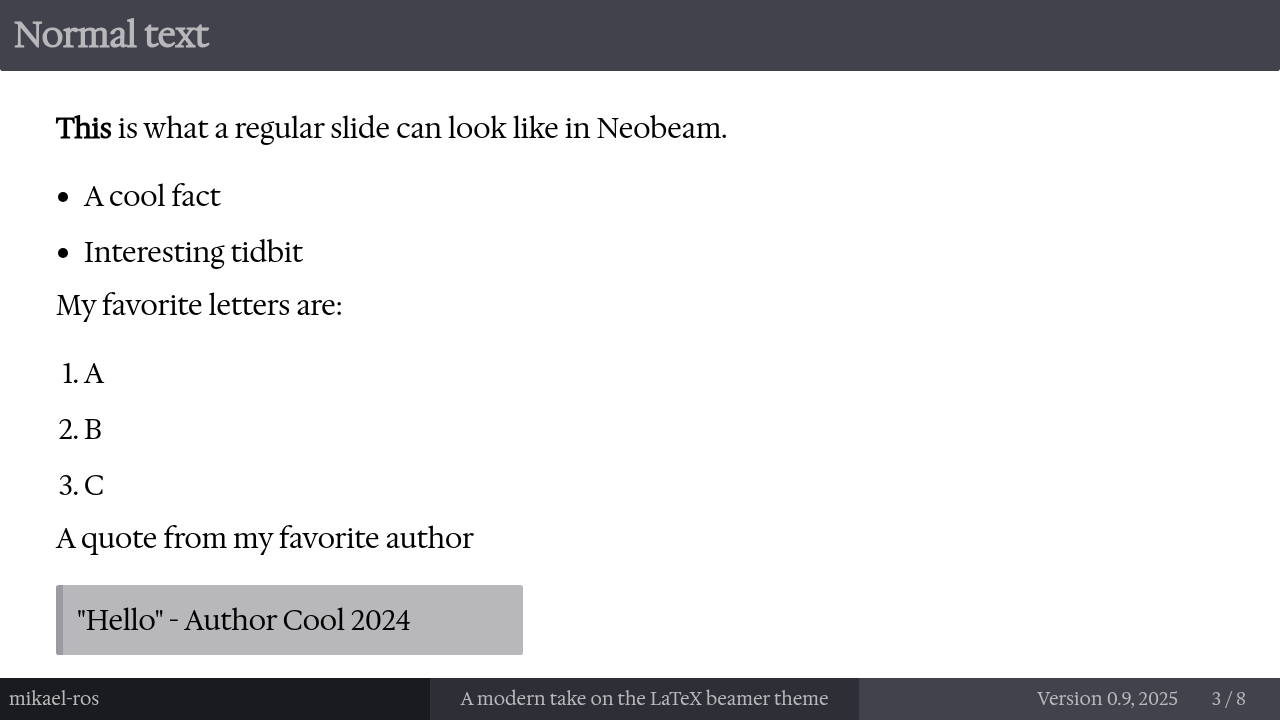 Normal text
This is what a regular slide can look like in Neobeam.
• A cool fact
• Interesting tidbit
My favorite letters are:
1. A
2. B
3. C
A quote from my favorite author
"Hello" - Author Cool 2024
mikael-ros A modern take on the LaTeX beamer theme Version 0.9, 2025 3 / 8